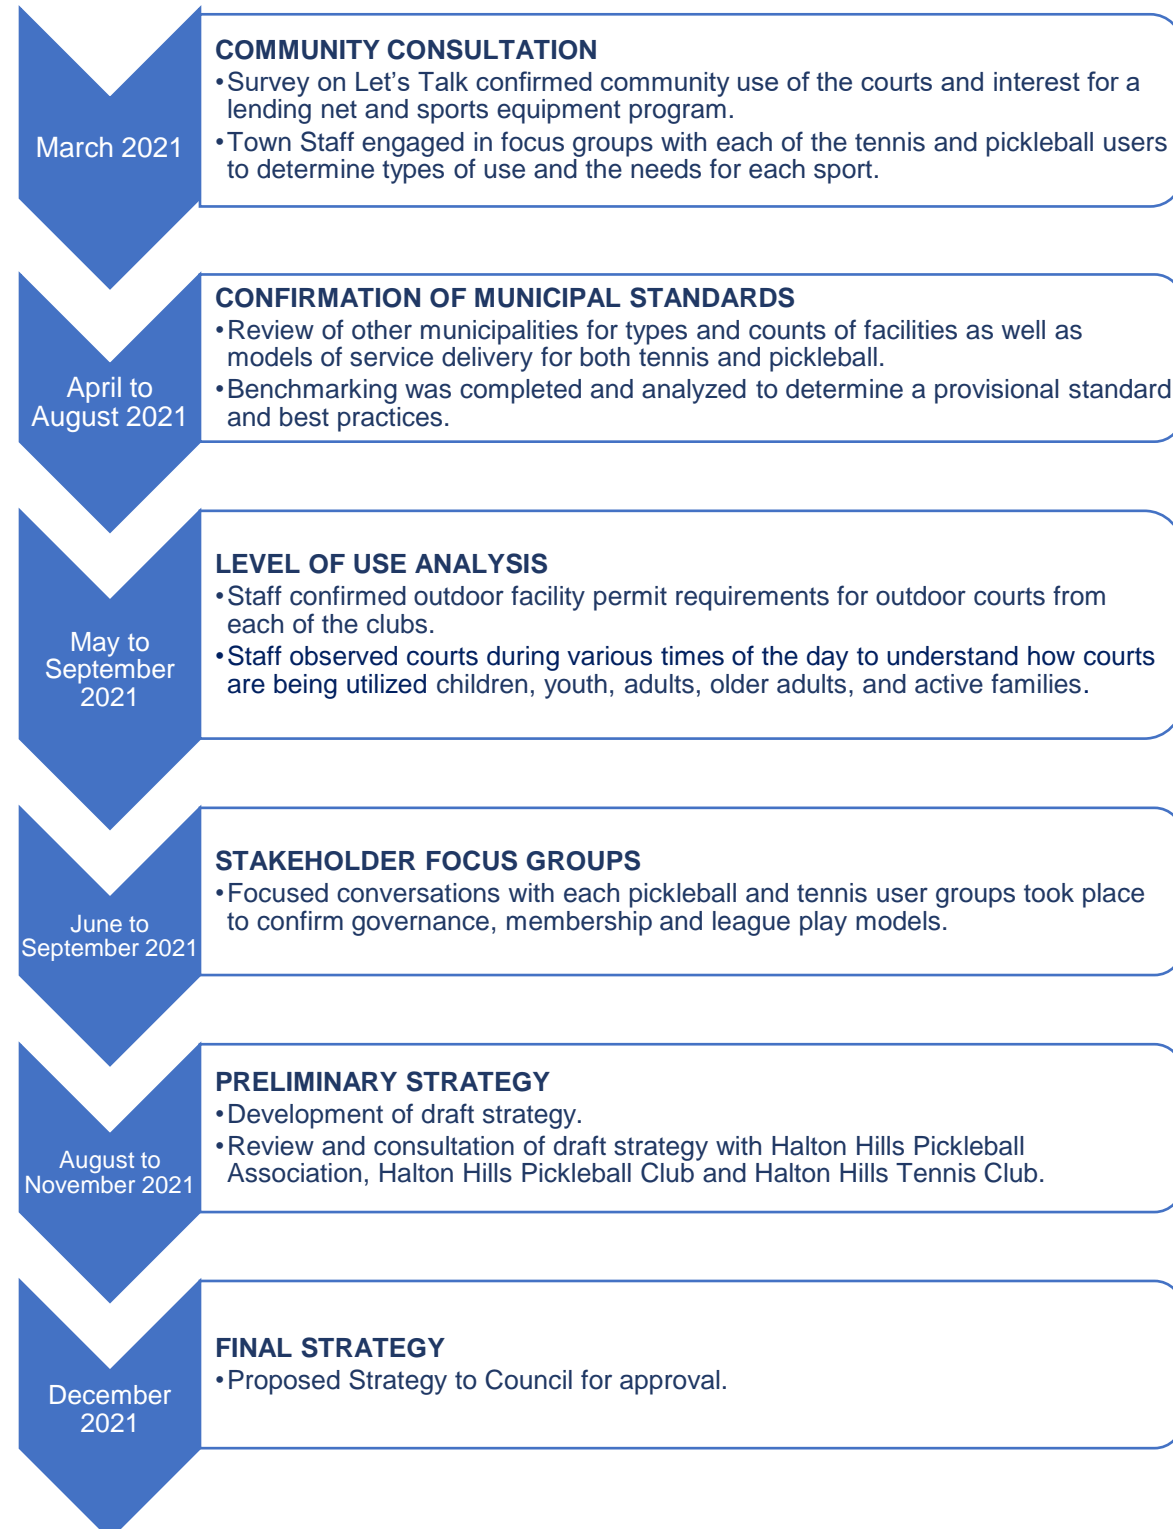 March 2021
COMMUNITY CONSULTATION
•Survey on Let's Talk confirmed community use of the courts and interest for a
lending net and sports equipment program.
•Town Staff engaged in focus groups with each of the tennis and pickleball users
to determine types of use and the needs for each sport.
April to
August 2021
CONFIRMATION OF MUNICIPAL STANDARDS
•Review of other municipalities for types and counts of facilities as well as
models of service delivery for both tennis and pickleball.
•Benchmarking was completed and analyzed to determine a provisional standard
and best practices.
May to
September
2021
LEVEL OF USE ANALYSIS
•Staff confirmed outdoor facility permit requirements for outdoor courts from
each of the clubs.
•Staff observed courts during various times of the day to understand how courts
are being utilized children, youth, adults, older adults, and active families.
June to
September 2021
STAKEHOLDER FOCUS GROUPS
•Focused conversations with each pickleball and tennis user groups took place
to confirm governance, membership and league play models.
August to
November 2021
PRELIMINARY STRATEGY
•Development of draft strategy.
•Review and consultation of draft strategy with Halton Hills Pickleball
Association, Halton Hills Pickleball Club and Halton Hills Tennis Club.
December
2021
FINAL STRATEGY
•Proposed Strategy to Council for approval.